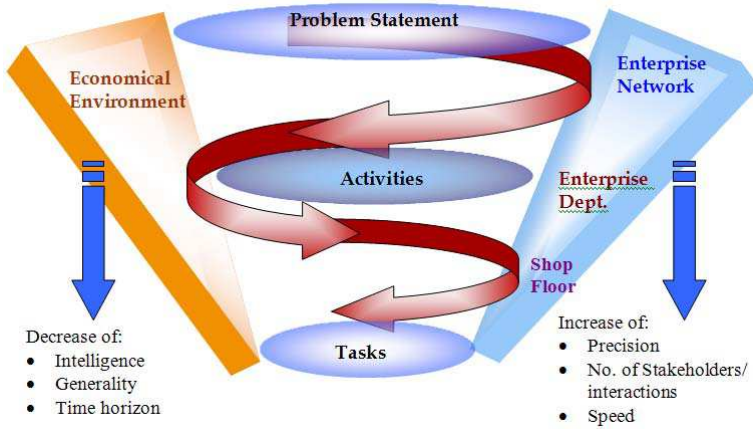 Problem Statement
Economical
Environment
Enterprise
Network
Activities
Enterprise
Dept.
Shop
Floor
Decrease of:
• Intelligence
• Generality
• Time horizon
Tasks
Increase of:
• Precision
• No. of Stakeholders/
interactions
• Speed